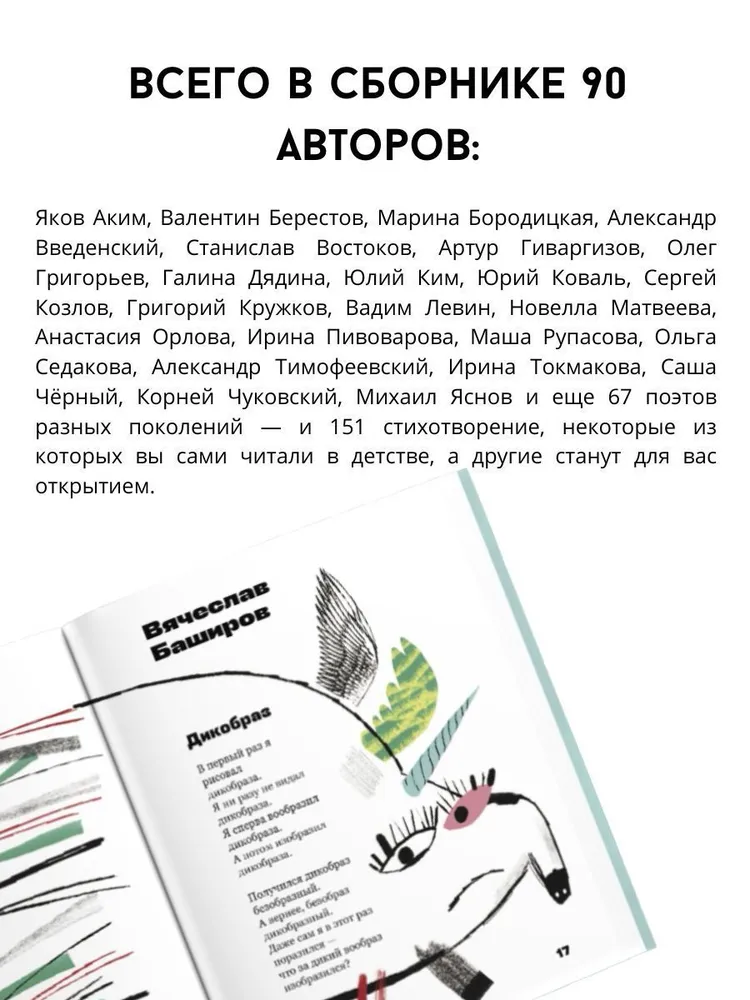 ВСЕГО В СБОРНИКЕ 90
АВТОРОВ:
Яков Аким, Валентин Берестов, Марина Бородицкая, Александр
Введенский, Станислав Востоков, Артур Гиваргизов, Олег
Григорьев, Галина Дядина, Юлий Ким, Юрий Коваль, Сергей
Козлов, Григорий Кружков, Вадим Левин, Новелла Матвеева,
Анастасия Орлова, Ирина Пивоварова, Маша Рупасова, Ольга
Седакова, Александр Тимофеевский, Ирина Токмакова, Саша
Чёрный, Корней Чуковский, Михаил Яснов и еще 67 поэтов
разных поколений — и 151 стихотворение, некоторые из
которых вы сами читали в детстве, а другие станут для вас
открытием.
Вячеслав
Баширов
Дикобраз
В первый раз я
рисовал
дикобраза.
Я ни разу не видал
дикобраза.
Я сперва вообразил
дикобраза.
А потом изобразил
дикобраза.
Получился дикобраз
безобразный.
А вернее, безобраз
дикобразный.
Даже сам я в этот раз
поразился —
что за дикий вообраз
изобразился?
17